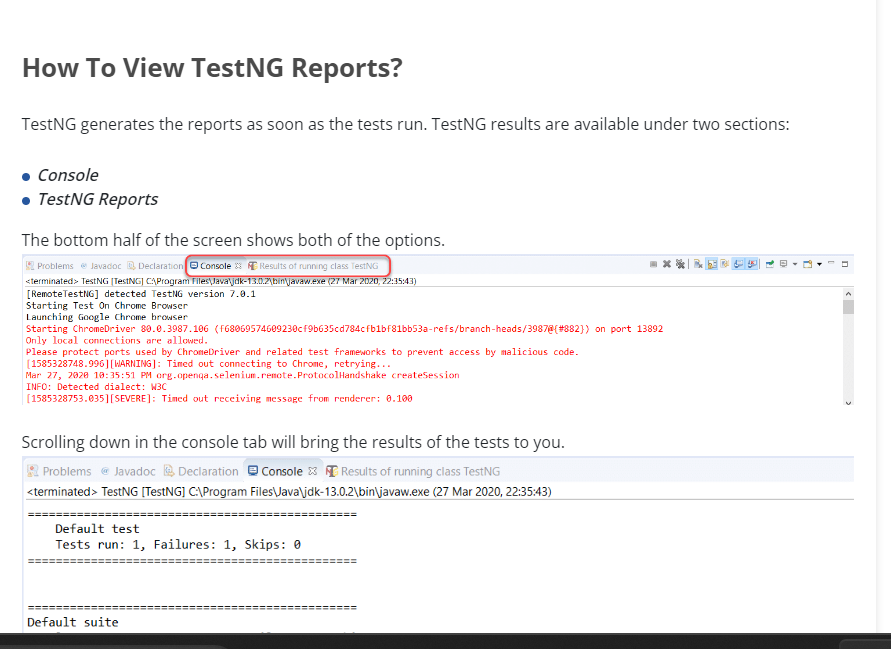 How To View TestNG Reports?
TestNG generates the reports as soon as the tests run. TestNG results are available under two sections:
Console
TestNG Reports
The bottom half of the screen shows both of the options.
Problems @ Javadoc Declaration Console Results of running class TestNG
<terminated> TestNG [TestNG] C:\Program Files\Java\jdk-13.0.2\bin\javaw.exe (27 Mar 2020, 22:35:43)
[RemoteTestNG] detected TestNG version 7.0.1
Starting Test On Chrome Browser
Launching Google Chrome browser
Starting ChromeDriver 80.0.3987.106 (f68069574609230cf9b635cd784cfb1bf81bb53a-refs/branch-heads/3987@{#882}) on port 13892
Only local connections are allowed.
Please protect ports used by ChromeDriver and related test frameworks to prevent access by malicious code.
[1585328748.996][WARNING]: Timed out connecting to Chrome, retrying...
Mar 27, 2020 10:35:51 PM org.openqa.selenium.remote.ProtocolHandshake createSession
INFO: Detected dialect: W3C
[1585328753.035][SEVERE]: Timed out receiving message from renderer: 0.100
Scrolling down in the console tab will bring the results of the tests to you.
Problems @ Javadoc Declaration Console Results of running class TestNG
<terminated> TestNG [TestNG] C:\Program Files\Java\jdk-13.0.2\bin\javaw.exe (27 Mar 2020, 22:35:43)
===============================================
Default test
Tests run: 1, Failures: 1, Skips: 0
===============================================
===============================================
Default suite